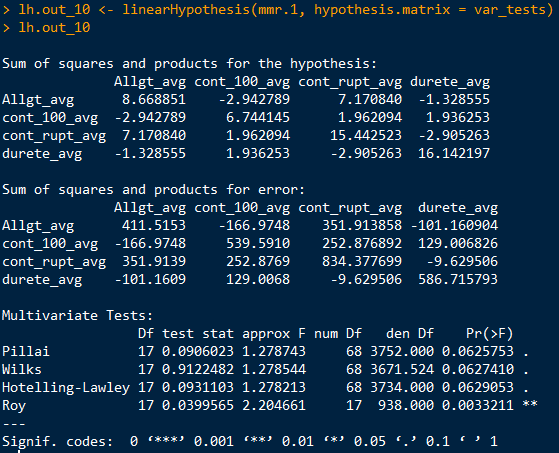 > lh.out_10 <- linearHypothesis(mmr.1, hypothesis.matrix = var_tests)
> lh.out_10
Sum of squares and products for the hypothesis:
Allgt_avg cont_100_avg cont_rupt_avg durete_avg
Allgt_avg 8.668851 -2.942789 7.170840 -1.328555
cont_100_avg -2.942789 6.744145 1.962094 1.936253
cont_rupt_avg 7.170840 1.962094 15.442523 -2.905263
durete_avg -1.328555 1.936253 -2.905263 16.142197
Sum of squares and products for error:
Allgt_avg cont_100_avg cont_rupt_avg durete_avg
Allgt_avg 411.5153 -166.9748 351.913858 -101.160904
cont_100_avg -166.9748 539.5910 252.876892 129.006826
cont_rupt_avg 351.9139 252.8769 834.377699 -9.629506
durete_avg -101.1609 129.0068 -9.629506 586.715793
Multivariate Tests:
Df test stat approx F num Df den Df Pr(>F)
Pillai 17 0.0906023 1.278743 68 3752.000 0.0625753 .
Wilks 17 0.9122482 1.278544 68 3671.524 0.0627410 .
Hotelling-Lawley 17 0.0931103 1.278213 68 3734.000 0.0629053 .
Roy 17 0.0399565 2.204661 17 938.000 0.0033211 **
---
Signif. codes: 0 ‘***’ 0.001 ‘**’ 0.01 ‘*’ 0.05 ‘.’ 0.1 ‘ ’ 1